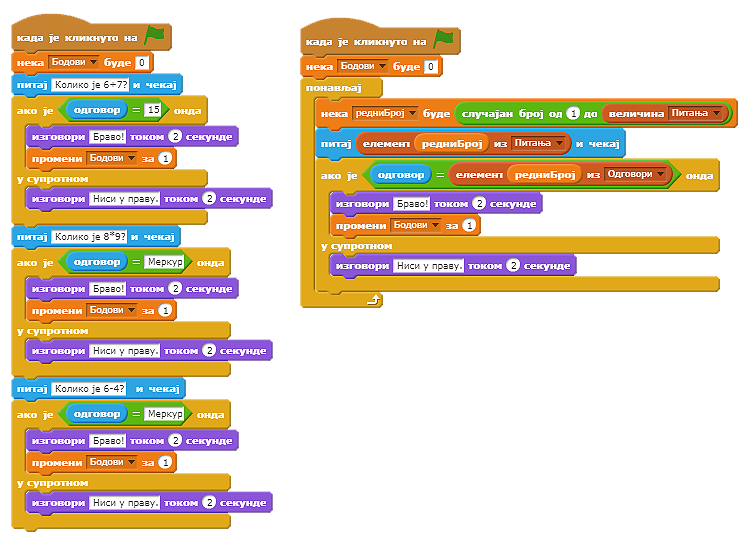 када је кликнуто на
нека Бодови буде 0
питај Колико је 6+7? и чекај
ако је одговор = 15 онда
изговори Браво! током 2 секунде
промени Бодови за 1
у супротном
изговори Ниси у праву. током 2 секунде
питај Колико је 8*9? и чекај
ако је одговор = Меркур онда
изговори Браво! током 2 секунде
промени Бодови за 1
у супротном
изговори Ниси у праву. током 2 секунде
питај Колико је 6-4? и чекај
ако је одговор = Меркур онда
изговори Браво! током 2 секунде
промени Бодови за 1
у супротном
изговори Ниси у праву. током 2 секунде
када је кликнуто на
нека Бодови буде 0
понављај
нека редниБрој буде случајан број од 1 до величина Питања
питај елемент редниБрој из Питања и чекај
ако је одговор = елемент редниБрој из Одговори онда
изговори Браво! током 2 секунде
промени Бодови за 1
у супротном
изговори Ниси у праву. током 2 секунде